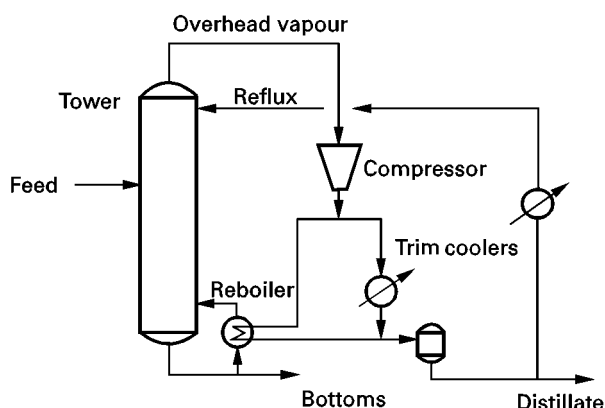 Overhead vapour
Tower
Reflux
Compressor
Feed
Trim coolers
Reboiler
Bottoms
Distillate